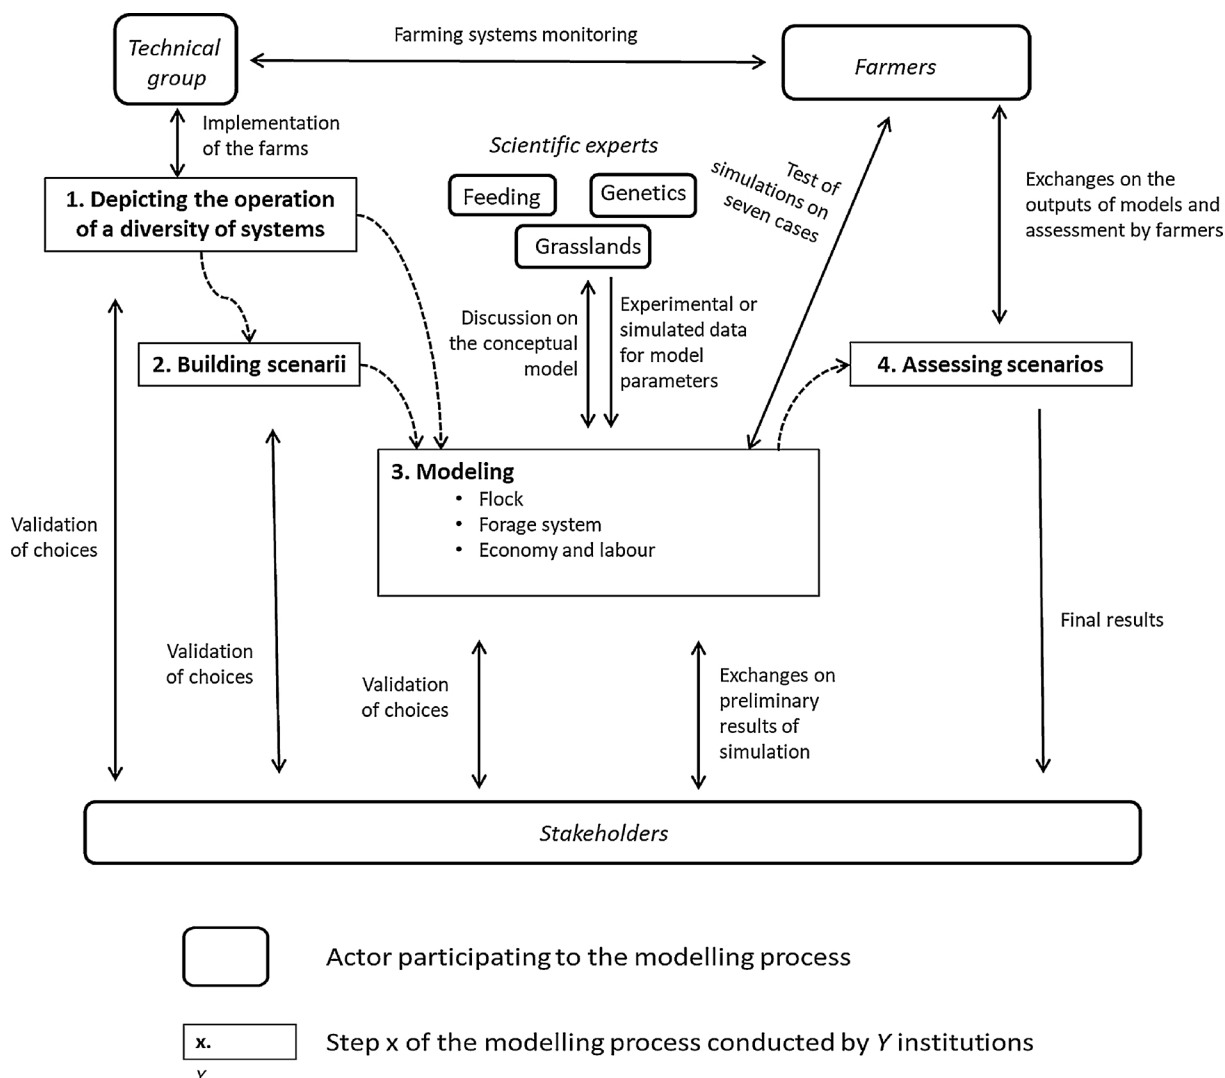 Technical
group
Farming systems monitoring
Farmers
Implementation
of the farms
Scientific experts
Feeding
Genetics
Grasslands
Test of
simulations on
seven cases
Exchanges on the
outputs of models and
assessment by farmers
1. Depicting the operation
of a diversity of systems
Discussion on
the conceptual
model
Experimental or
simulated data
for model
parameters
2. Building scenarii
4. Assessing scenarios
3. Modeling
• Flock
• Forage system
• Economy and labour
Validation
of choices
Validation
of choices
Validation
of choices
Exchanges on
preliminary
results of
simulation
Final results
Stakeholders
Actor participating to the modelling process
x.
Y
Step x of the modelling process conducted by Y institutions